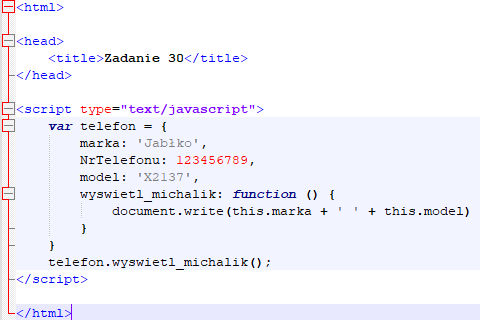 <html>
<head>
<title>Zadanie 30</title>
</head>
<script type="text/javascript">
var telefon = {
marka: 'Jabłko',
NrTelefonu: 123456789,
model: 'X2137',
wyswietl_michalik: function () {
document.write(this.marka + ' ' + this.model)
}
}
telefon.wyswietl_michalik();
</script>
</html>